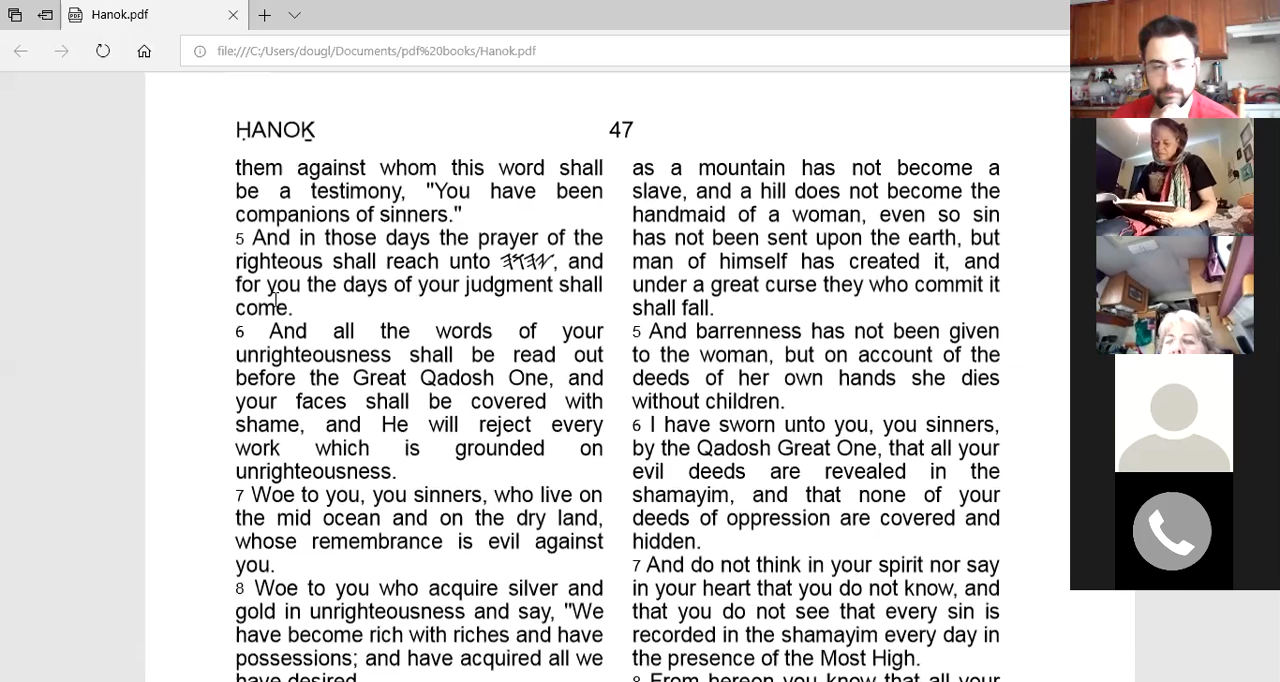 Hanok.pdf
file:///C:/Users/dougl/Documents/pdf%20books/Hanok.pdf
ḤANOḴ 47
them against whom this word shall
be a testimony, "You have been
companions of sinners."
5 And in those days the prayer of the
righteous shall reach unto 𐤉𐤄𐤅𐤄, and
for you the days of your judgment shall
come.
6 And all the words of your
unrighteousness shall be read out
before the Great Qadosh One, and
your faces shall be covered with
shame, and He will reject every
work which is grounded on
unrighteousness.
7 Woe to you, you sinners, who live on
the mid ocean and on the dry land,
whose remembrance is evil against
you.
8 Woe to you who acquire silver and
gold in unrighteousness and say, "We
have become rich with riches and have
possessions; and have acquired all we
have desired
as a mountain has not become a
slave, and a hill does not become the
handmaid of a woman, even so sin
has not been sent upon the earth, but
man of himself has created it, and
under a great curse they who commit it
shall fall.
5 And barrenness has not been given
to the woman, but on account of the
deeds of her own hands she dies
without children.
6 I have sworn unto you, you sinners,
by the Qadosh Great One, that all your
evil deeds are revealed in the
shamayim, and that none of your
deeds of oppression are covered and
hidden.
7 And do not think in your spirit nor say
in your heart that you do not know, and
that you do not see that every sin is
recorded in the shamayim every day in
the presence of the Most High.
8 From hereon you know that all your